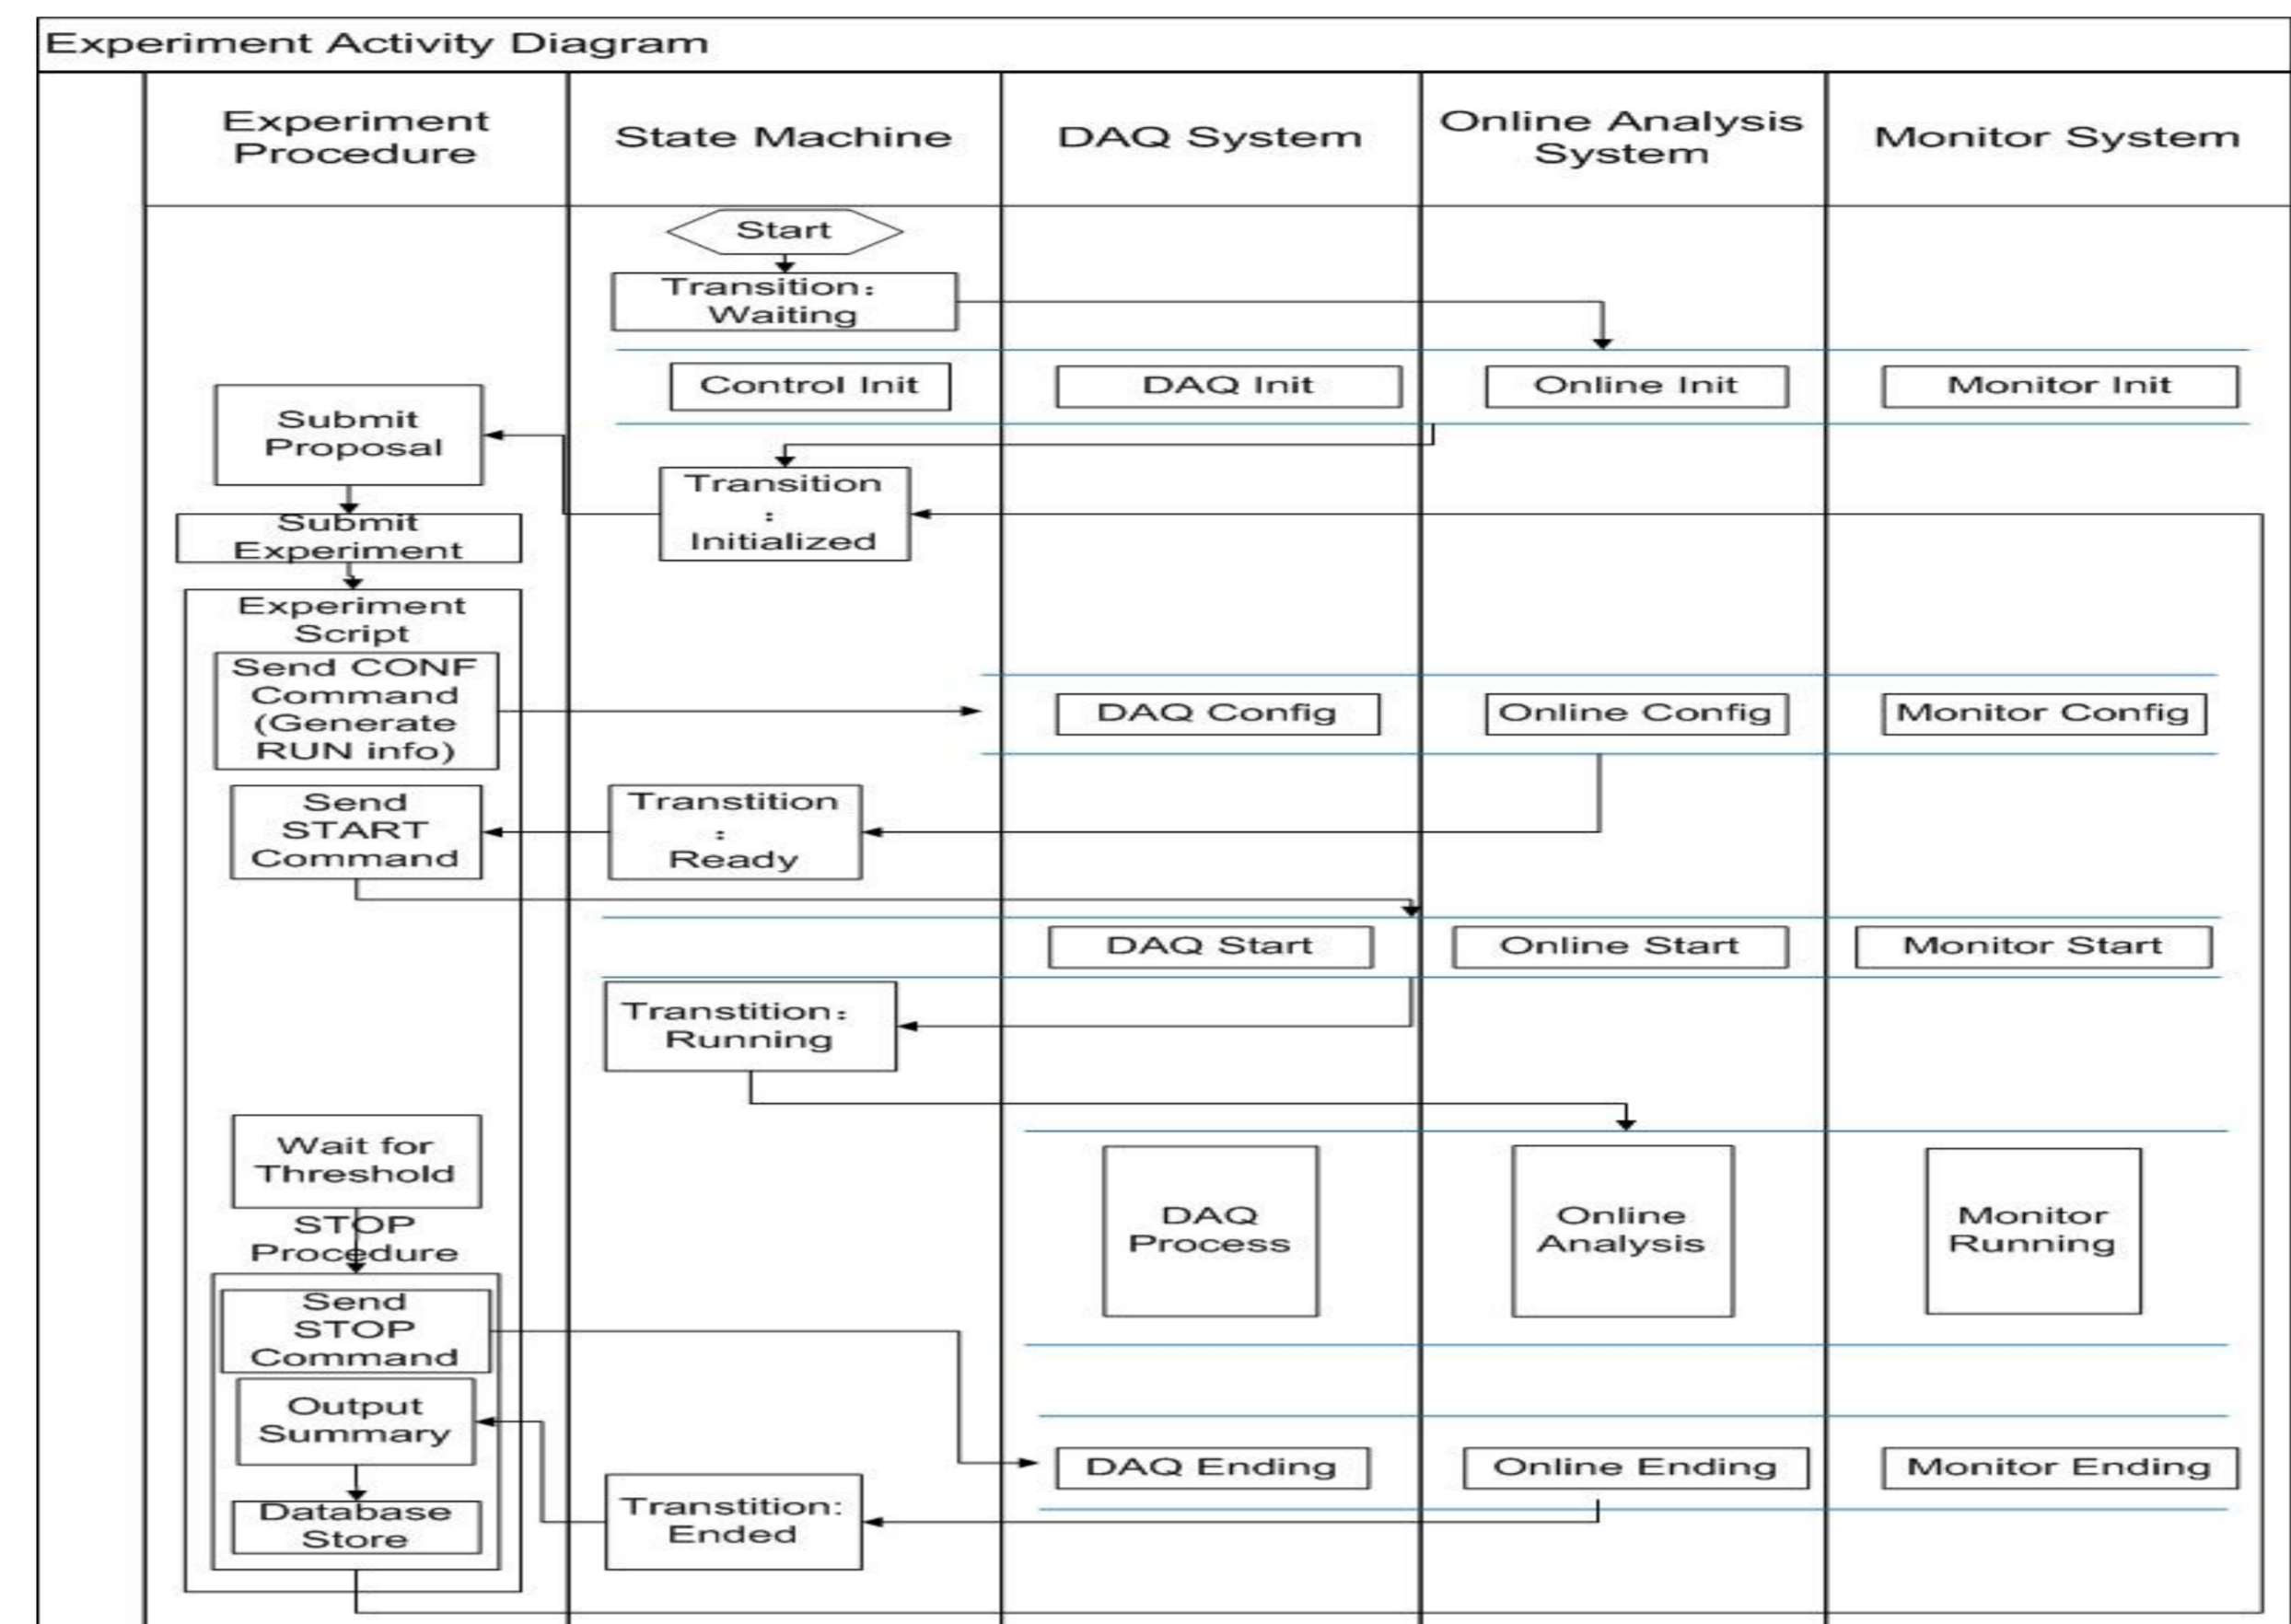 Experiment Activity Diagram
Experiment
Procedure
State Machine
DAQ System
Online Analysis
System
Monitor System
Start
Transition:
Waiting
Control Init
DAQ Init
Online Init
Monitor Init
Submit
Proposal
Transition
:
Initialized
Submit
Experiment
Experiment
Script
Send CONF
Command
(Generate
RUN info)
DAQ Config
Online Config
Monitor Config
Send
START
Command
Transtition
:
Ready
DAQ Start
Online Start
Monitor Start
Transtition:
Running
Wait for
Threshold
STOP
Procedure
DAQ
Process
Online
Analysis
Monitor
Running
Send
STOP
Command
Output
Summary
DAQ Ending
Online Ending
Monitor Ending
Transtition:
Ended
Database
Store